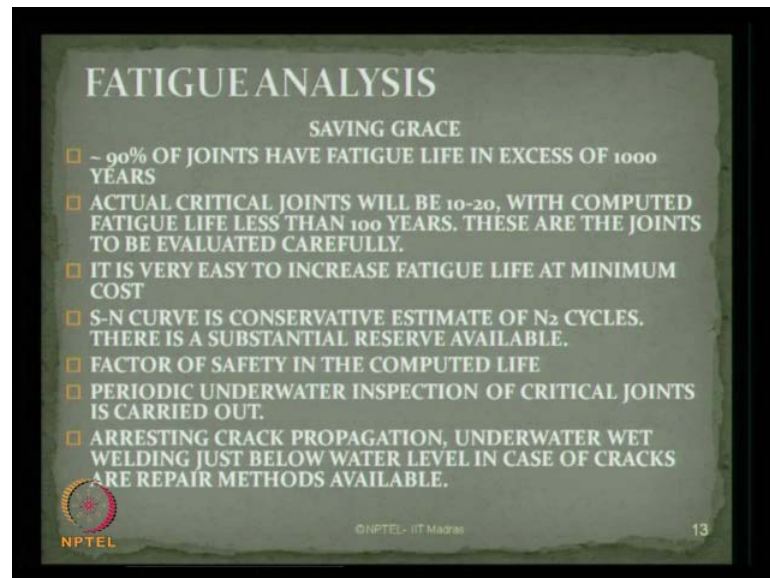 FATIGUE ANALYSIS
SAVING GRACE
~ 90% OF JOINTS HAVE FATIGUE LIFE IN EXCESS OF 1000
YEARS
ACTUAL CRITICAL JOINTS WILL BE 10-20, WITH COMPUTED
FATIGUE LIFE LESS THAN 100 YEARS. THESE ARE THE JOINTS
TO BE EVALUATED CAREFULLY.
IT IS VERY EASY TO INCREASE FATIGUE LIFE AT MINIMUM
COST
S-N CURVE IS CONSERVATIVE ESTIMATE OF N2 CYCLES.
THERE IS A SUBSTANTIAL RESERVE AVAILABLE.
FACTOR OF SAFETY IN THE COMPUTED LIFE
PERIODIC UNDERWATER INSPECTION OF CRITICAL JOINTS
IS CARRIED OUT.
ARRESTING CRACK PROPAGATION, UNDERWATER WET
WELDING JUST BELOW WATER LEVEL IN CASE OF CRACKS
ARE REPAIR METHODS AVAILABLE.
©NPTEL- IIT Madras 13
NPTEL